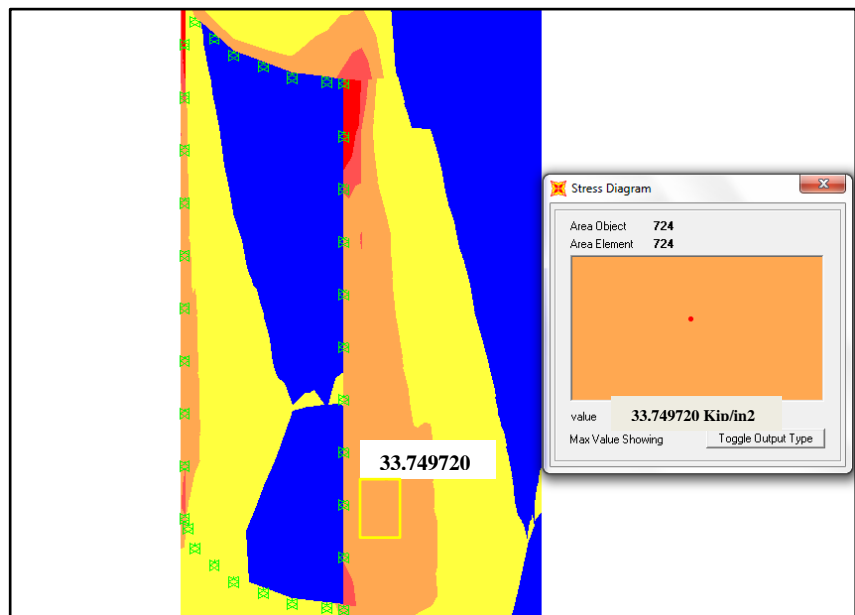 33.749720
Stress Diagram
Area Object 724
Area Element 724
value 33.749720 Kip/in2
Max Value Showing Toggle Output Type